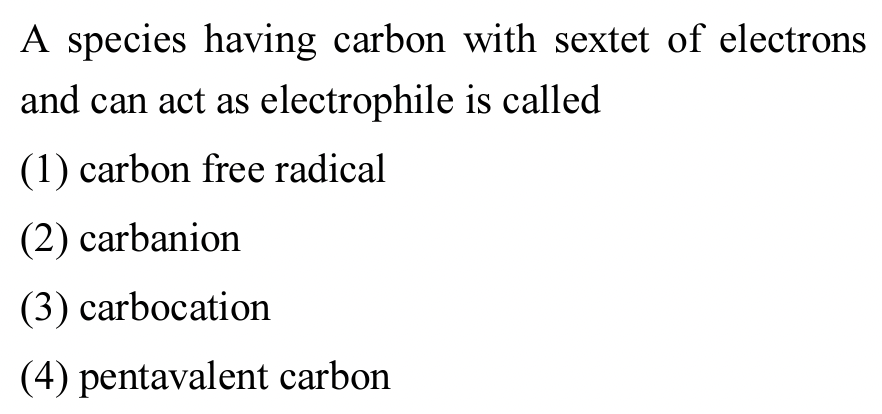 A species having carbon with sextet of electrons
and can act as electrophile is called
(1) carbon free radical
(2) carbanion
(3) carbocation
(4) pentavalent carbon